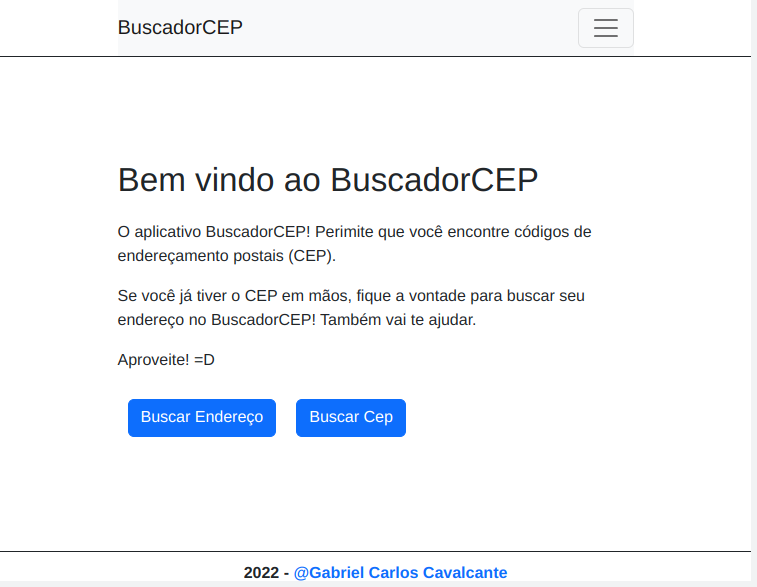 BuscadorCEP
Bem vindo ao BuscadorCEP
O aplicativo BuscadorCEP! Perimite que você encontre códigos de
endereçamento postais (CEP).
Se você já tiver o CEP em mãos, fique a vontade para buscar seu
endereço no BuscadorCEP! Também vai te ajudar.
Aproveite! =D
Buscar Endereço Buscar Cep
2022 - @Gabriel Carlos Cavalcante